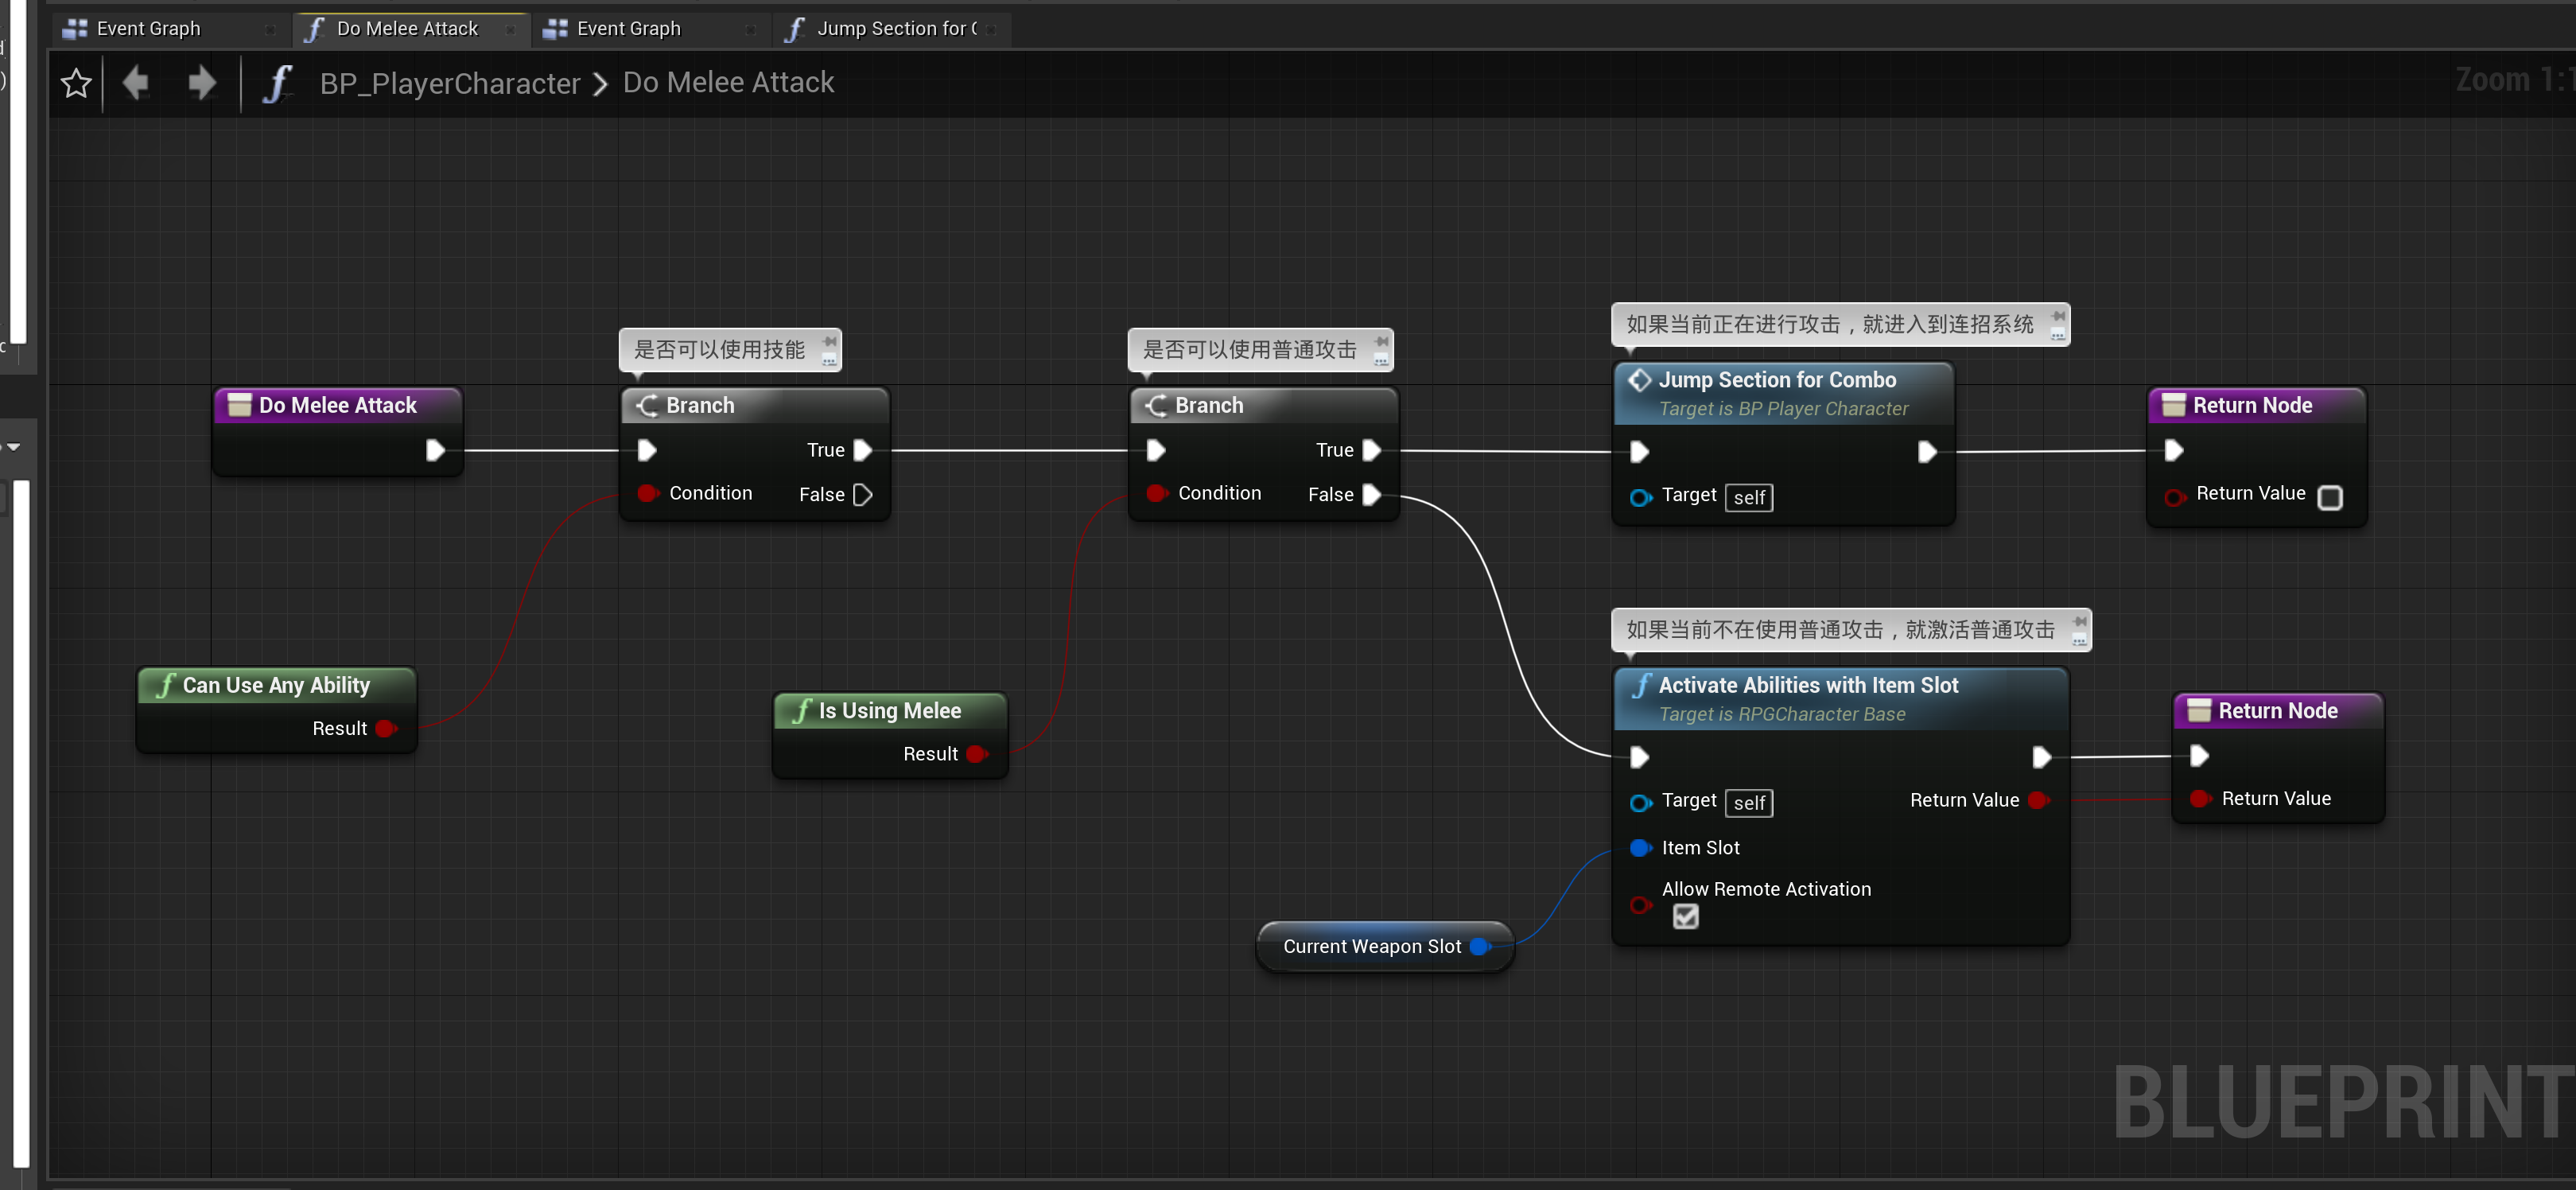 Event Graph
Do Melee Attack
Event Graph
Jump Section for
BP_PlayerCharacter > Do Melee Attack
Zoom 1:1
如果当前正在进行攻击，就进入到连招系统
是否可以使用技能
是否可以使用普通攻击
Do Melee Attack
Branch
True
Condition
False
Branch
True
Condition
False
Jump Section for Combo
Target is BP Player Character
Target self
Return Node
Return Value
如果当前不在使用普通攻击，就激活普通攻击
Can Use Any Ability
Result
Is Using Melee
Result
Activate Abilities with Item Slot
Target is RPGCharacter Base
Target self
Return Value
Item Slot
Allow Remote Activation
Return Node
Return Value
Current Weapon Slot
BLUEPRINT